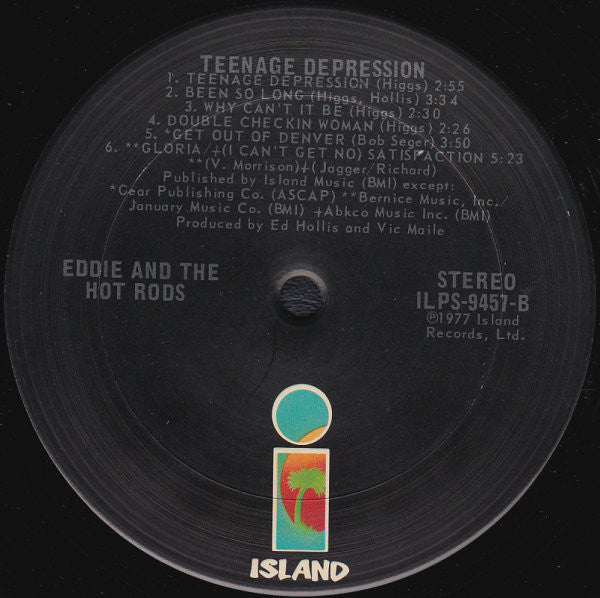 TEENAGE DEPRESSION
1. TEENAGE DEPRESSION (Higgs) 2:55
2. BEEN SO LONG (Higgs, Hollis) 3:34
3. WHY CAN'T IT BE (Higgs) 2:30
4. DOUBLE CHECKIN WOMAN (Higgs) 2:26
5. *GET OUT OF DENVER (Bob Seger) 3:50
6. **GLORIA/‡(I CAN'T GET NO) SATISFACTION 5:23
**(V. Morrison)‡(Jagger/Richard)
Published by Island Music (BMI) except:
*Gear Publishing Co. (ASCAP) **Bernice Music, Inc./
January Music Co. (BMI) ‡Abkco Music Inc. (BMI)
Produced by Ed Hollis and Vic Maile
EDDIE AND THE
HOT RODS
STEREO
ILPS-9457-B
Ⓟ1977 Island
Records, Ltd.
ISLAND